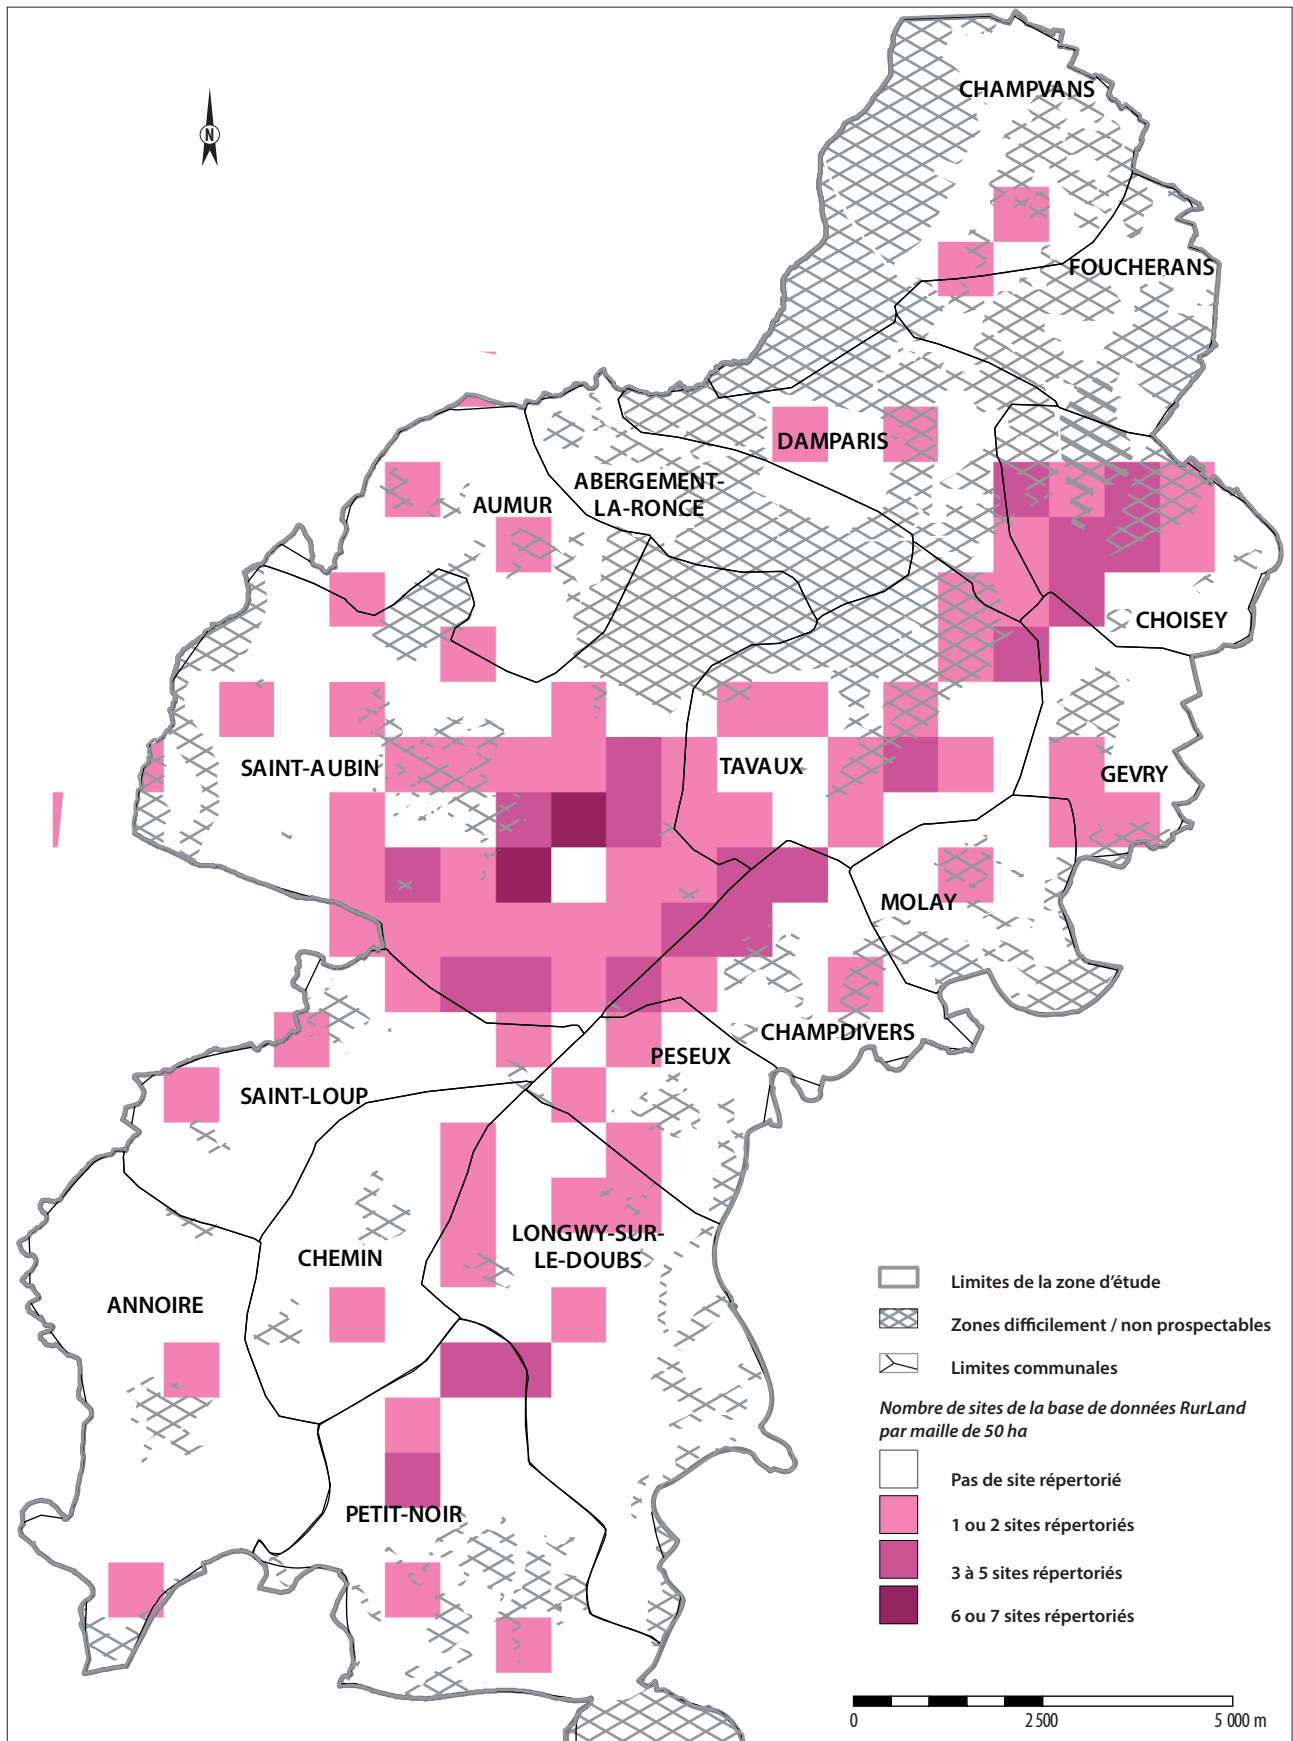 N
CHAMPVANS
FOUCHERANS
DAMPARIS
ABERGEMENT-
LA-RONCE
AUMUR
CHOISEY
SAINT-AUBIN
TAVAUX
GEVRY
MOLAY
CHAMPDIVERS
PESEUX
SAINT-LOUP
LONGWY-SUR-
LE-DOUBS
CHEMIN
ANNOIRE
PETIT-NOIR
Limites de la zone d'étude
Zones difficilement / non prospectables
Limites communales
Nombre de sites de la base de données RurLand
par maille de 50 ha
Pas de site répertorié
1 ou 2 sites répertoriés
3 à 5 sites répertoriés
6 ou 7 sites répertoriés
0 2 500 5 000 m